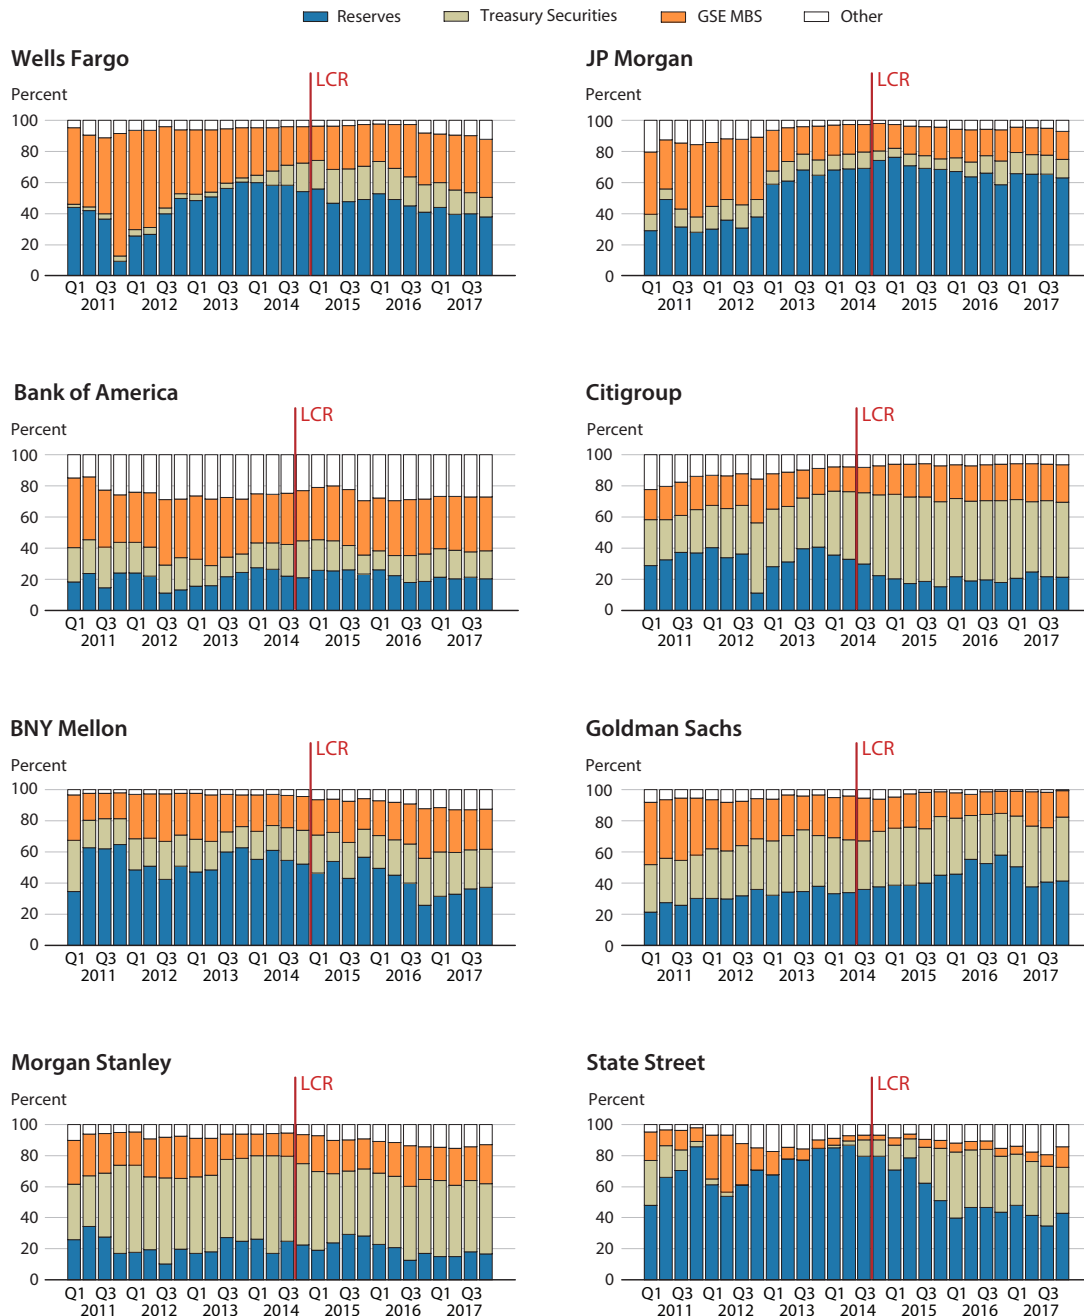 Reserves Treasury Securities GSE MBS Other
Wells Fargo
JP Morgan
LCR
LCR
Percent
Percent
100
80
60
40
20
0
100
80
60
40
20
0
Q1 Q3 Q1 Q3 Q1 Q3 Q1 Q3 Q1 Q3 Q1 Q3 Q1 Q3
2011 2012 2013 2014 2015 2016 2017
Q1 Q3 Q1 Q3 Q1 Q3 Q1 Q3 Q1 Q3 Q1 Q3 Q1 Q3
2011 2012 2013 2014 2015 2016 2017
Bank of America
Citigroup
LCR
LCR
Percent
Percent
100
80
60
40
20
0
100
80
60
40
20
0
Q1 Q3 Q1 Q3 Q1 Q3 Q1 Q3 Q1 Q3 Q1 Q3 Q1 Q3
2011 2012 2013 2014 2015 2016 2017
Q1 Q3 Q1 Q3 Q1 Q3 Q1 Q3 Q1 Q3 Q1 Q3 Q1 Q3
2011 2012 2013 2014 2015 2016 2017
BNY Mellon
Goldman Sachs
LCR
LCR
Percent
Percent
100
80
60
40
20
0
100
80
60
40
20
0
Q1 Q3 Q1 Q3 Q1 Q3 Q1 Q3 Q1 Q3 Q1 Q3 Q1 Q3
2011 2012 2013 2014 2015 2016 2017
Q1 Q3 Q1 Q3 Q1 Q3 Q1 Q3 Q1 Q3 Q1 Q3 Q1 Q3
2011 2012 2013 2014 2015 2016 2017
Morgan Stanley
State Street
LCR
LCR
Percent
Percent
100
80
60
40
20
0
100
80
60
40
20
0
Q1 Q3 Q1 Q3 Q1 Q3 Q1 Q3 Q1 Q3 Q1 Q3 Q1 Q3
2011 2012 2013 2014 2015 2016 2017
Q1 Q3 Q1 Q3 Q1 Q3 Q1 Q3 Q1 Q3 Q1 Q3 Q1 Q3
2011 2012 2013 2014 2015 2016 2017